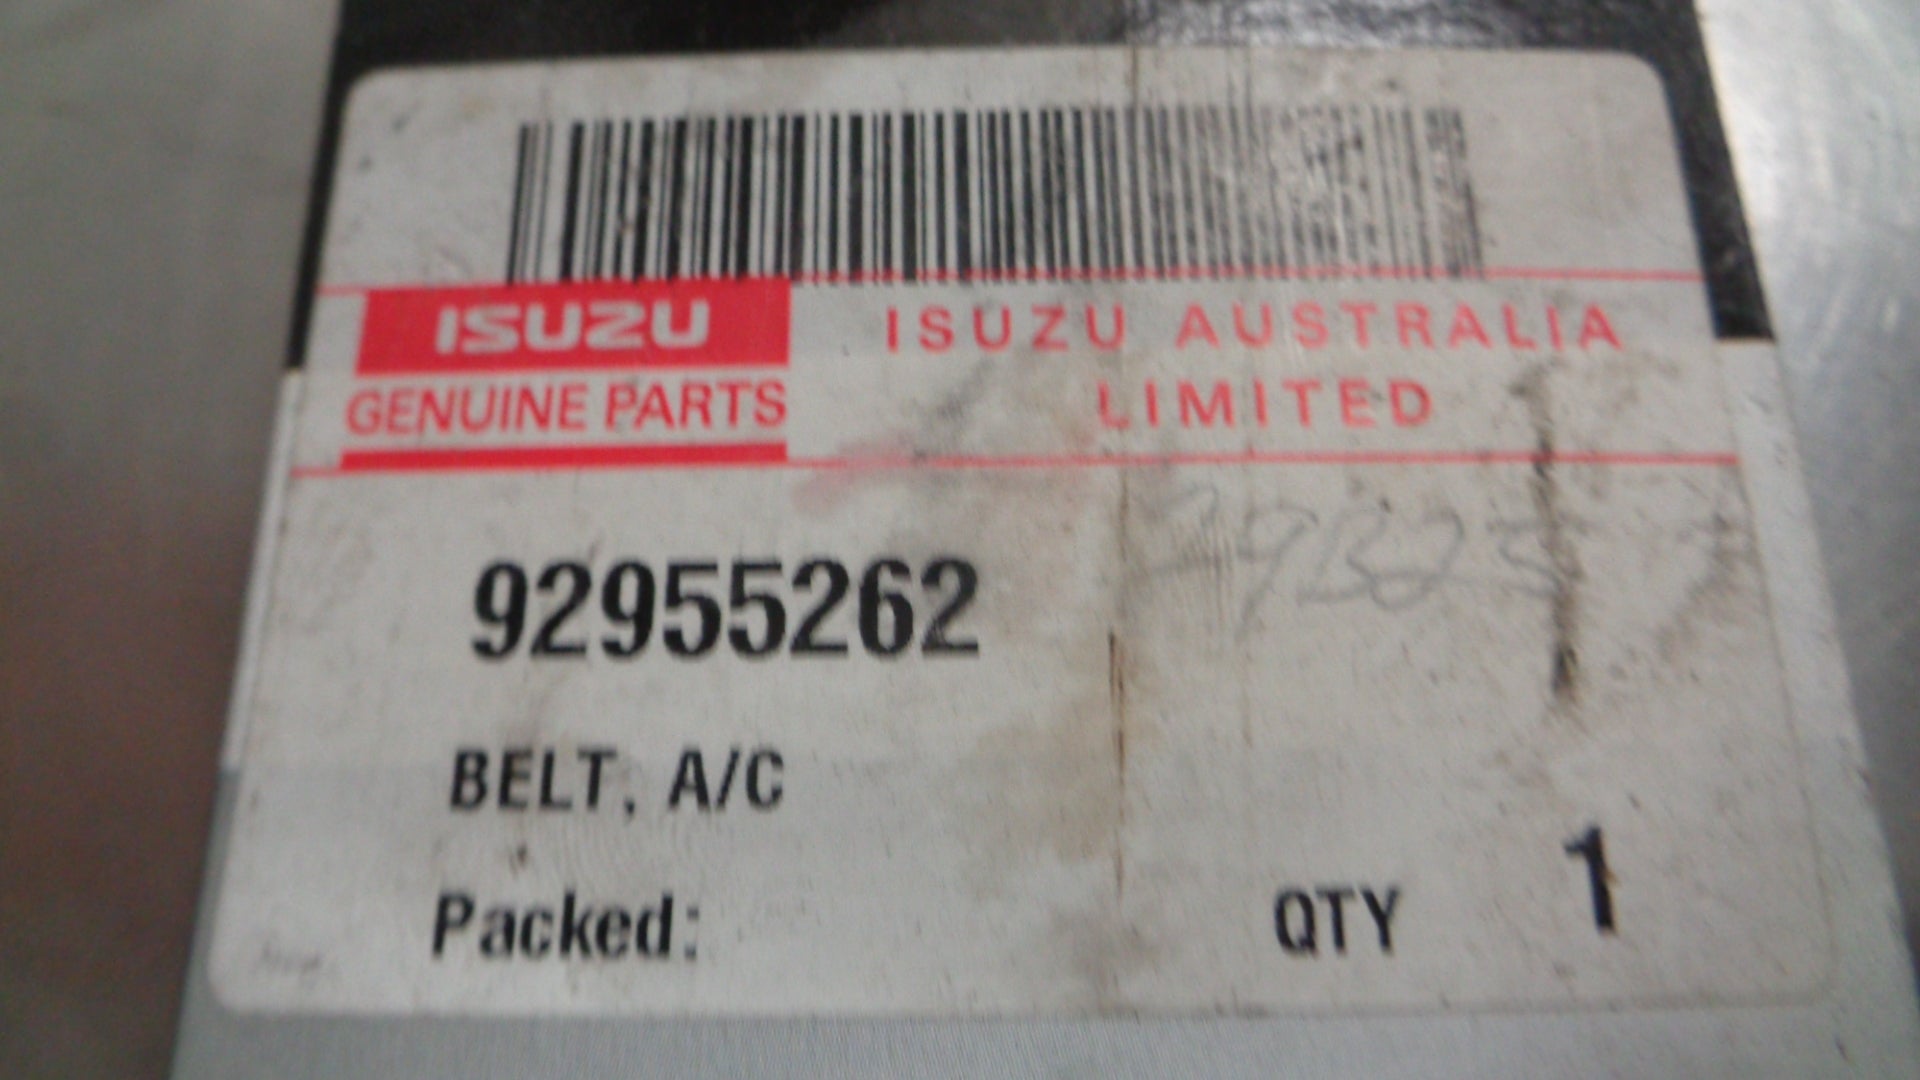 ISUZU
GENUINE PARTS
ISUZU AUSTRALIA
LIMITED
92955262
BELT, A/C
Packed:
QTY 1